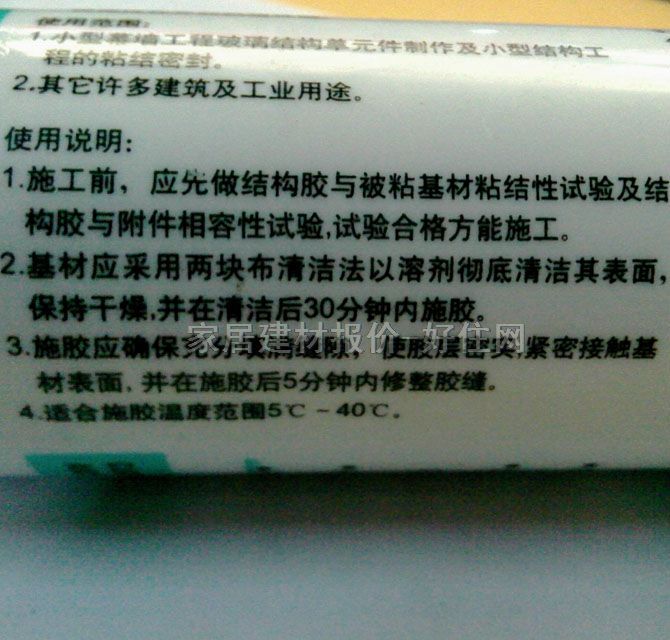 使用范围:
1.小型幕墙工程玻璃结构单元件制作及小型结构工
程的粘结密封。
2.其它许多建筑及工业用途。
使用说明:
1.施工前，应先做结构胶与被粘基材粘结性试验及结
构胶与附件相容性试验,试验合格方能施工。
2.基材应采用两块布清洁法以溶剂彻底清洁其表面,
保持干燥,并在清洁后30分钟内施胶。
家居建材报价 好住网
3.施胶应确保充分或满缝隙，使胶层密实,紧密接触基
材表面,并在施胶后5分钟内修整胶缝。
4.适合施胶温度范围5℃~40℃。